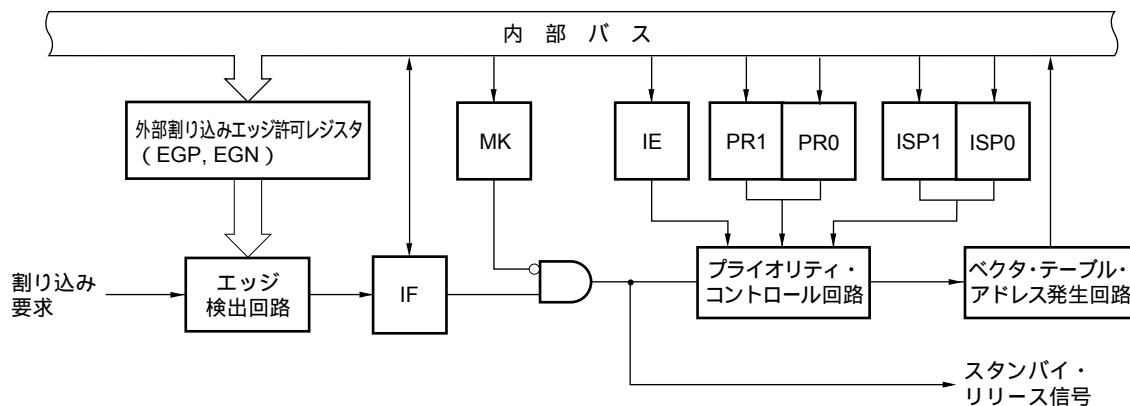 内 部 バ ス
外部割り込みエッジ許可レジスタ
（EGP, EGN）
MK
IE
PR1
PR0
ISP1
ISP0
割り込み
要求
エッジ
検出回路
IF
プライオリティ・
コントロール回路
ベクタ・テーブル・
アドレス発生回路
スタンバイ・
リリース信号